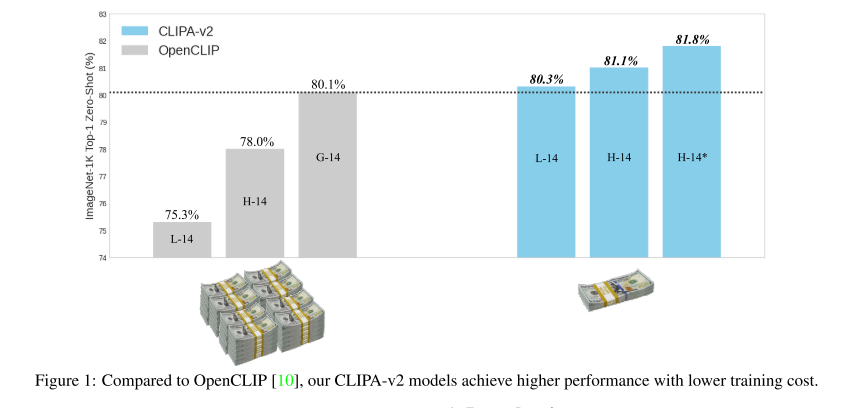 83
82
81
80
79
78
77
76
75
74
ImageNet-1K Top-1 Zero-Shot (%)
CLIPA-v2
OpenCLIP
75.3%
L-14
78.0%
H-14
80.1%
G-14
80.3%
L-14
81.1%
H-14
81.8%
H-14*
Figure 1: Compared to OpenCLIP [10], our CLIPA-v2 models achieve higher performance with lower training cost.